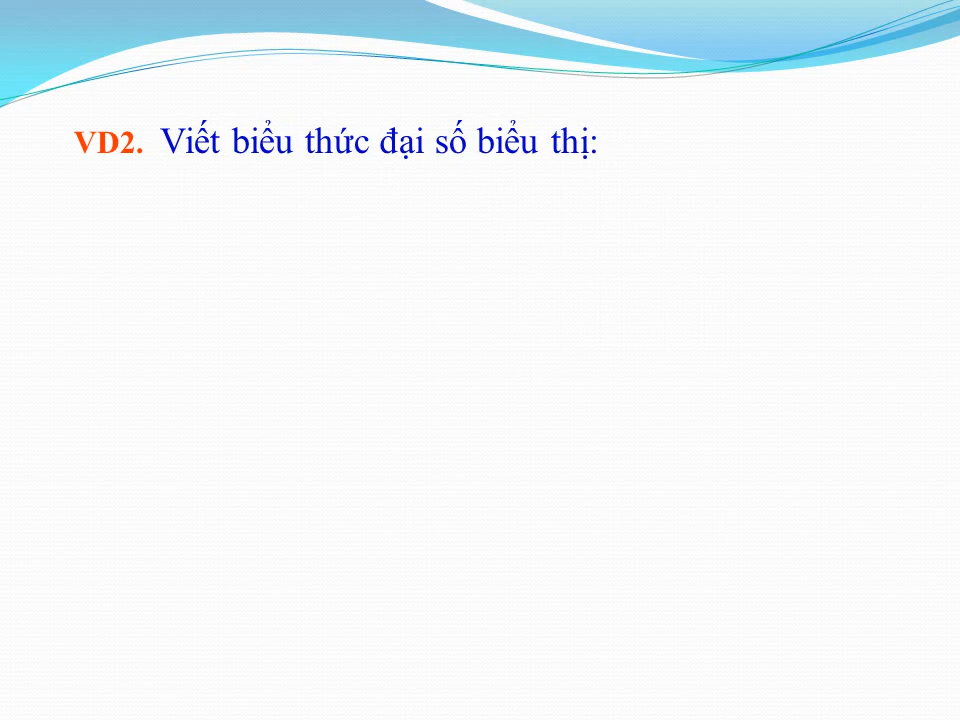 VD2. Viết biểu thức đại số biểu thị: